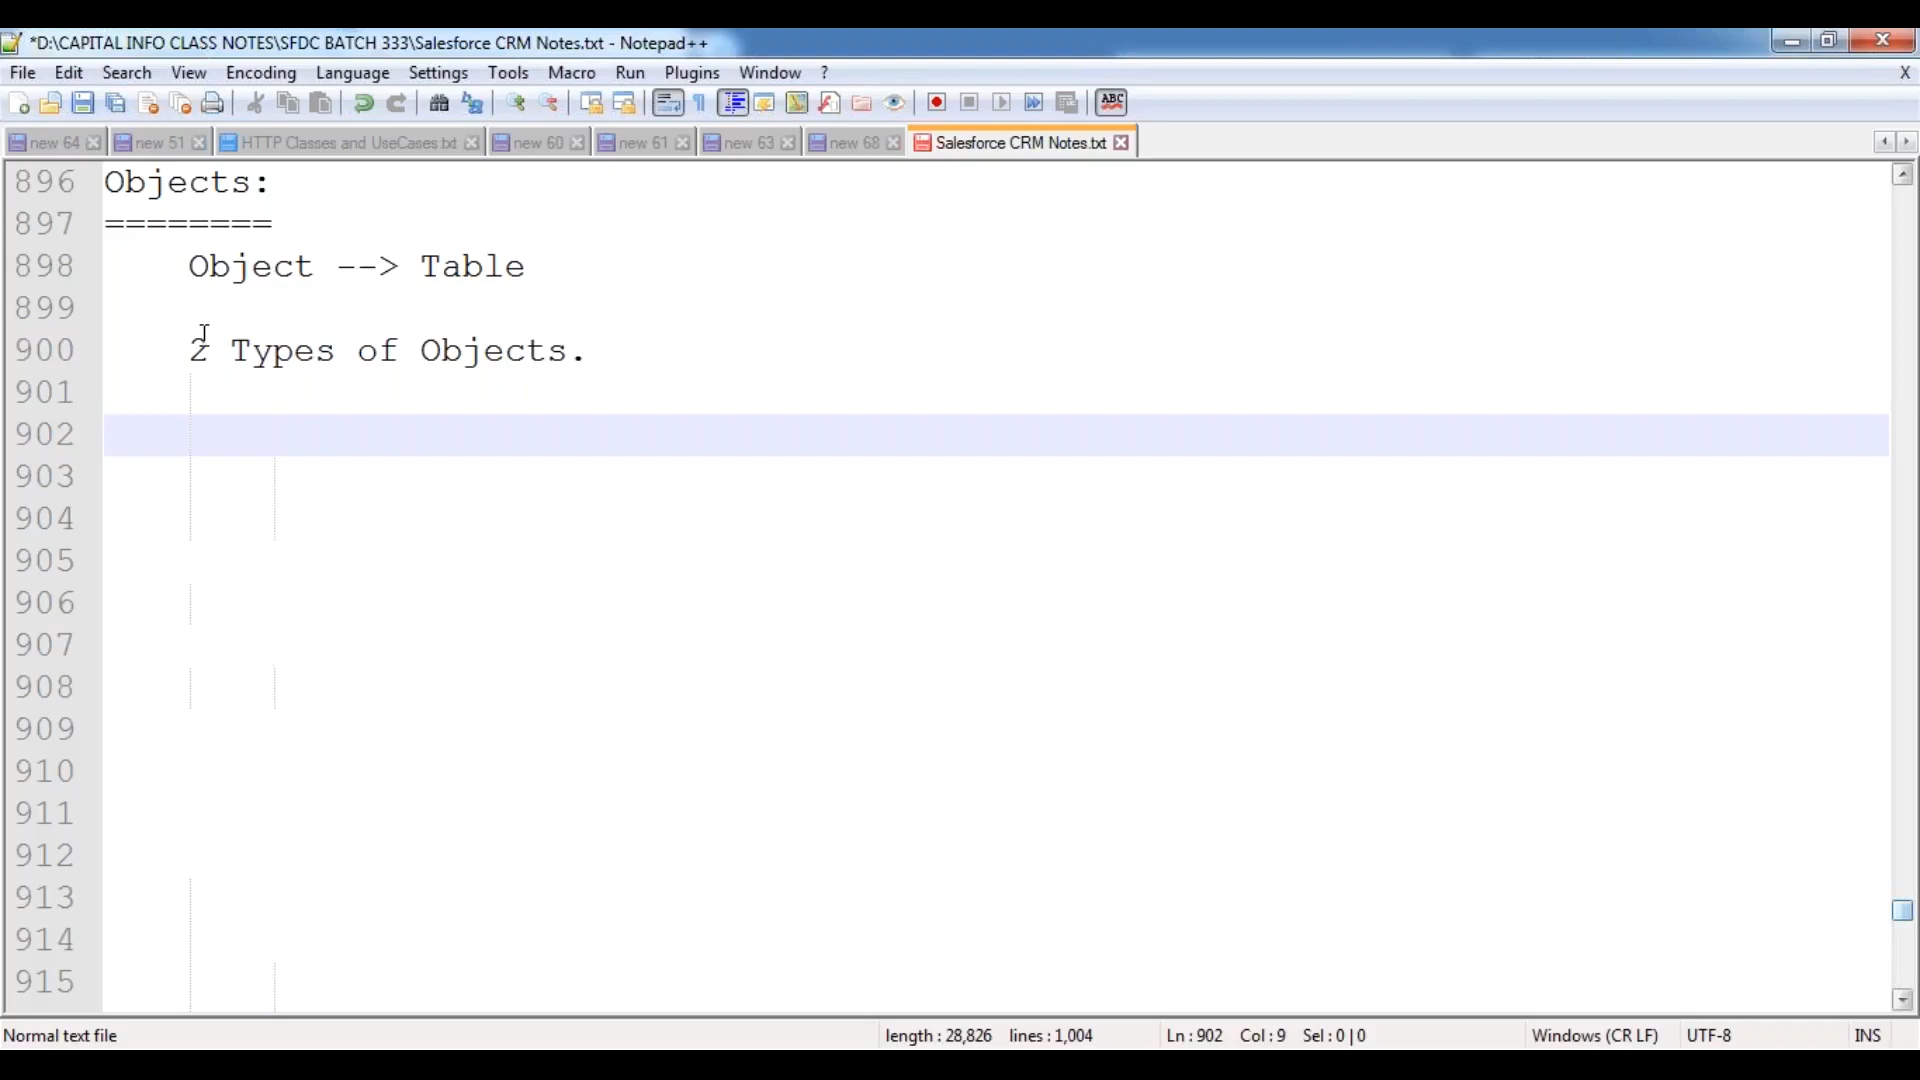 *D:\CAPITAL INFO CLASS NOTES\SFDC BATCH 333\Salesforce CRM Notes.txt - Notepad++
File Edit Search View Encoding Language Settings Tools Macro Run Plugins Window ? X
new 64 new 51 HTTP Classes and UseCases.txt new 60 new 61 new 63 new 68 Salesforce CRM Notes.txt
896 Objects:
897 ========
898 Object --> Table
899
900 2 Types of Objects.
901
902
903
904
905
906
907
908
909
910
911
912
913
914
915
Normal text file length : 28,826 lines : 1,004 Ln : 902 Col : 9 Sel : 0 | 0 Windows (CR LF) UTF-8 INS